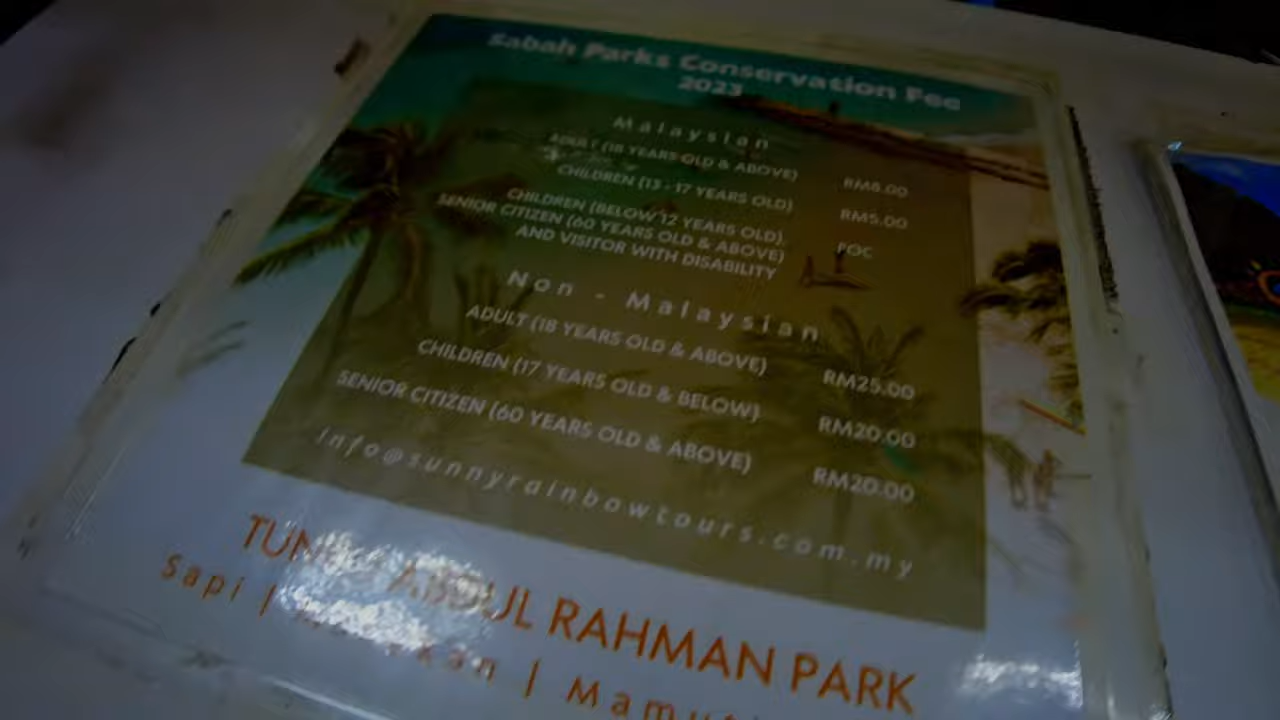 Sabah Parks Conservation Fee
2023
Malaysian
ADULT (18 YEARS OLD & ABOVE) RM8.00
CHILDREN (13 - 17 YEARS OLD) RM5.00
CHILDREN (BELOW 12 YEARS OLD)
SENIOR CITIZEN (60 YEARS OLD & ABOVE) FOC
AND VISITOR WITH DISABILITY
Non - Malaysian
ADULT (18 YEARS OLD & ABOVE) RM25.00
CHILDREN (17 YEARS OLD & BELOW) RM20.00
SENIOR CITIZEN (60 YEARS OLD & ABOVE) RM20.00
info@sunnyrainbowtours.com.my
ABDUL RAHMAN PARK
Sapi | |